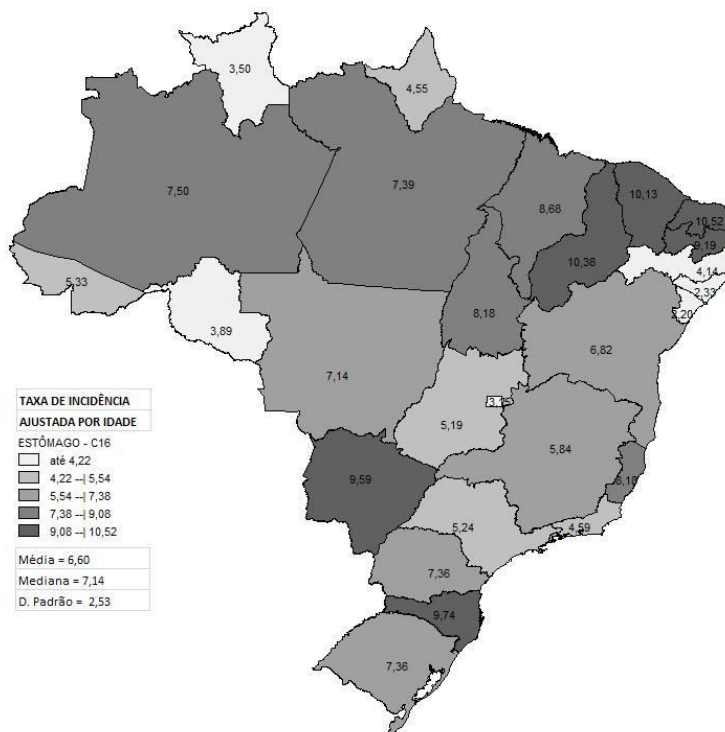 3,50
4,55
7,50
7,39
8,68
10,13
10,52
9,19
10,38
4,14
2,33
2,20
5,33
3,89
8,18
6,82
7,14
5,19
5,84
9,59
8,18
5,24
4,59
7,36
9,74
7,36
TAXA DE INCIDÊNCIA
AJUSTADA POR IDADE
ESTÔMAGO - C16
até 4,22
4,22 --| 5,54
5,54 --| 7,38
7,38 --| 9,08
9,08 --| 10,52
Média = 6,60
Mediana = 7,14
D. Padrão = 2,53